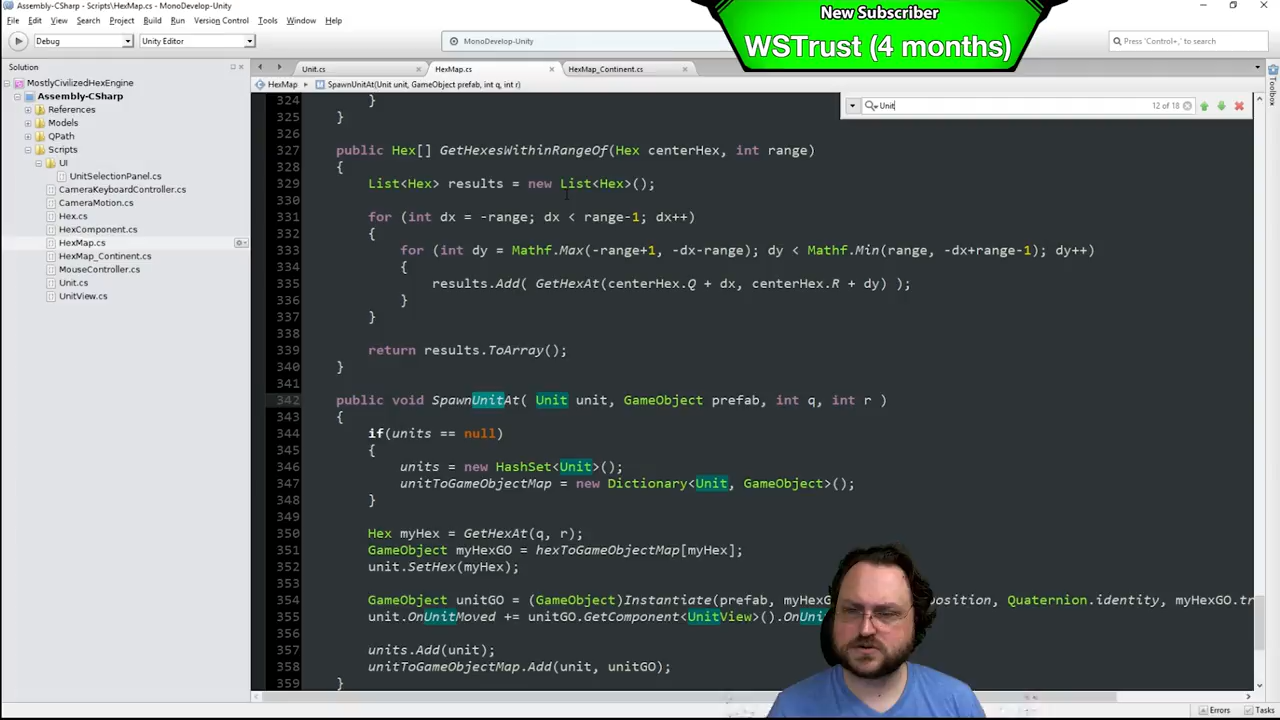 Assembly-CSharp - Scripts\HexMap.cs - MonoDevelop-Unity
New Subscriber
WSTrust (4 months)
File Edit View Search Project Build Run Version Control Tools Window Help
Debug
Unity Editor
MonoDevelop-Unity
Press 'Control+,' to search
Solution
MostlyCivilizedHexEngine
Assembly-CSharp
References
Models
QPath
Scripts
UI
UnitSelectionPanel.cs
CameraKeyboardController.cs
CameraMotion.cs
Hex.cs
HexComponent.cs
HexMap.cs
HexMap_Continent.cs
MouseController.cs
Unit.cs
UnitView.cs
Unit.cs
HexMap.cs
HexMap_Continent.cs
HexMap
SpawnUnitAt(Unit unit, GameObject prefab, int q, int r)
Unit
12 of 18
Toolbox
324 }
325 }
326
327 public Hex[] GetHexesWithinRangeOf(Hex centerHex, int range)
328 {
329 List<Hex> results = new List<Hex>();
330
331 for (int dx = -range; dx < range-1; dx++)
332 {
333 for (int dy = Mathf.Max(-range+1, -dx-range); dy < Mathf.Min(range, -dx+range-1); dy++)
334 {
335 results.Add( GetHexAt(centerHex.Q + dx, centerHex.R + dy) );
336 }
337 }
338
339 return results.ToArray();
340 }
341
342 public void SpawnUnitAt( Unit unit, GameObject prefab, int q, int r )
343 {
344 if(units == null)
345 {
346 units = new HashSet<Unit>();
347 unitToGameObjectMap = new Dictionary<Unit, GameObject>();
348 }
349
350 Hex myHex = GetHexAt(q, r);
351 GameObject myHexGO = hexToGameObjectMap[myHex];
352 unit.SetHex(myHex);
353
354 GameObject unitGO = (GameObject)Instantiate(prefab, Quaternion.identity,
355 unit.OnUnitMoved += unitGO.GetComponent<UnitView>().
356
357 units.Add(unit);
358 unitToGameObjectMap.Add(unit, unitGO);
359 }
Errors
Tasks